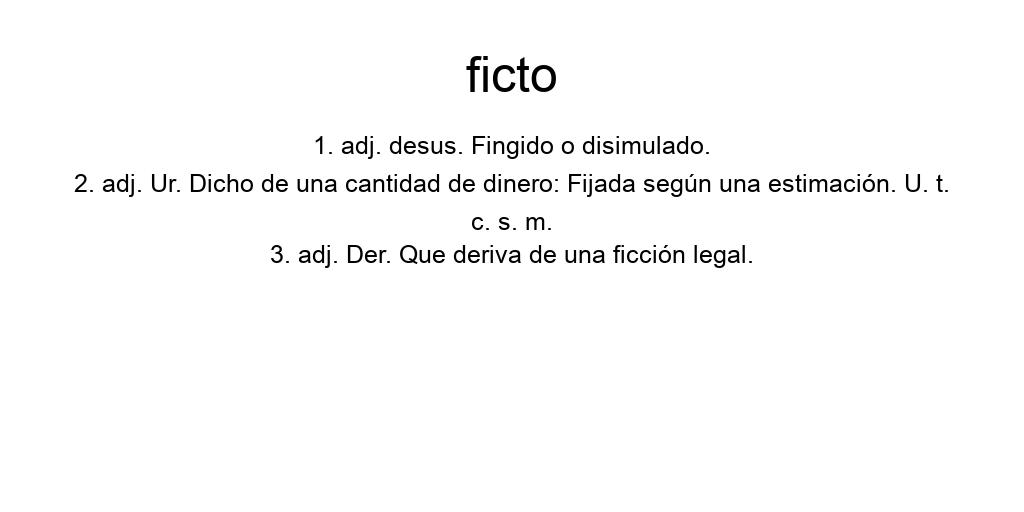 ficto
1. adj. desus. Fingido o disimulado.
2. adj. Ur. Dicho de una cantidad de dinero: Fijada según una estimación. U. t.
c. s. m.
3. adj. Der. Que deriva de una ficción legal.